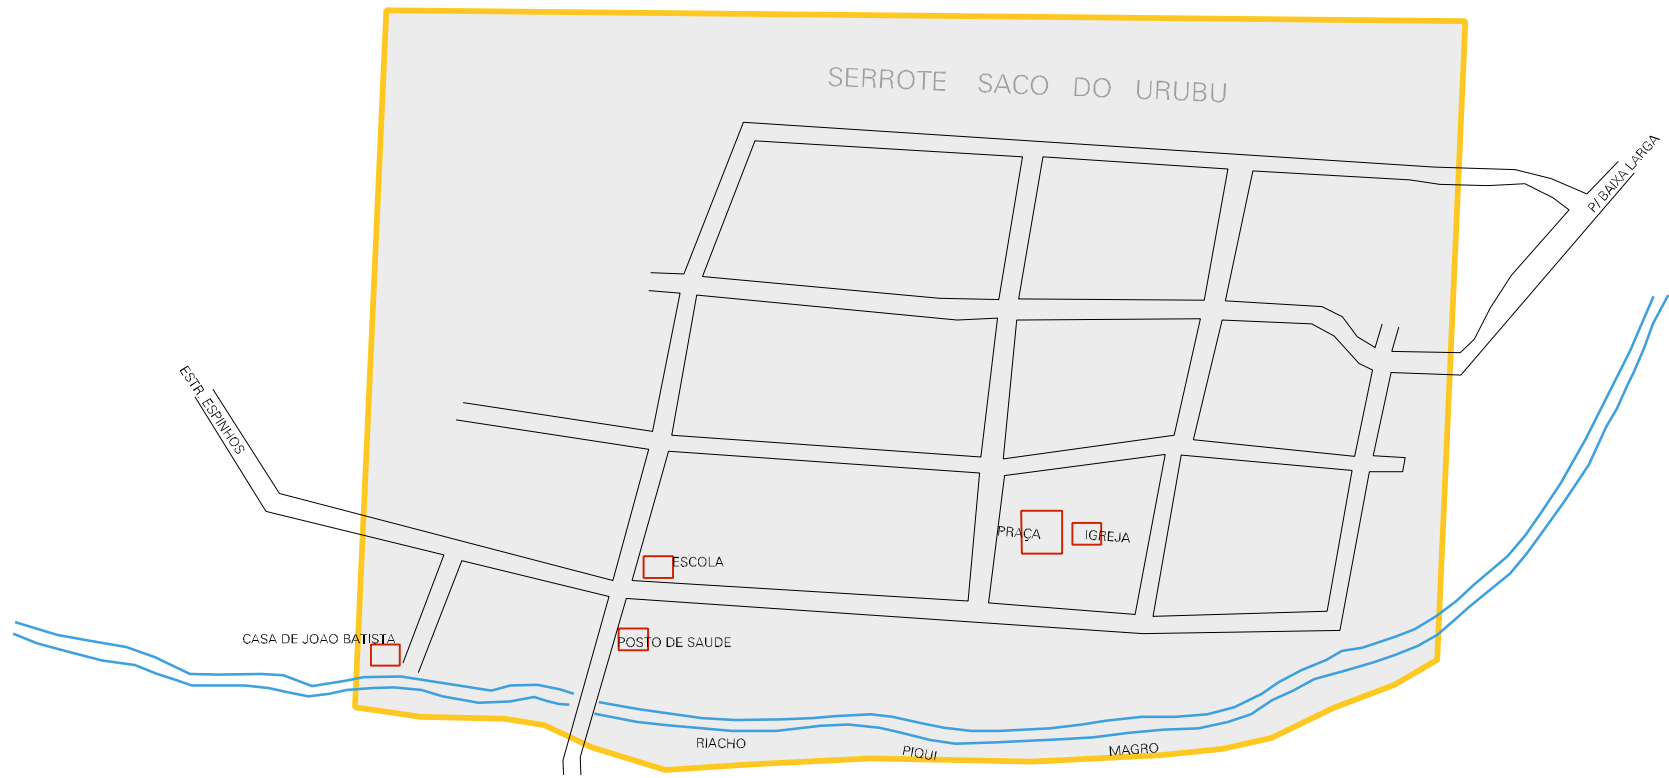 SERROTE SACO DO URUBU
P/ BAIXA LARGA
ESTR. ESPINHOS
PRAÇA
IGREJA
ESCOLA
CASA DE JOAO BATISTA
POSTO DE SAUDE
RIACHO PIQUI MAGRO